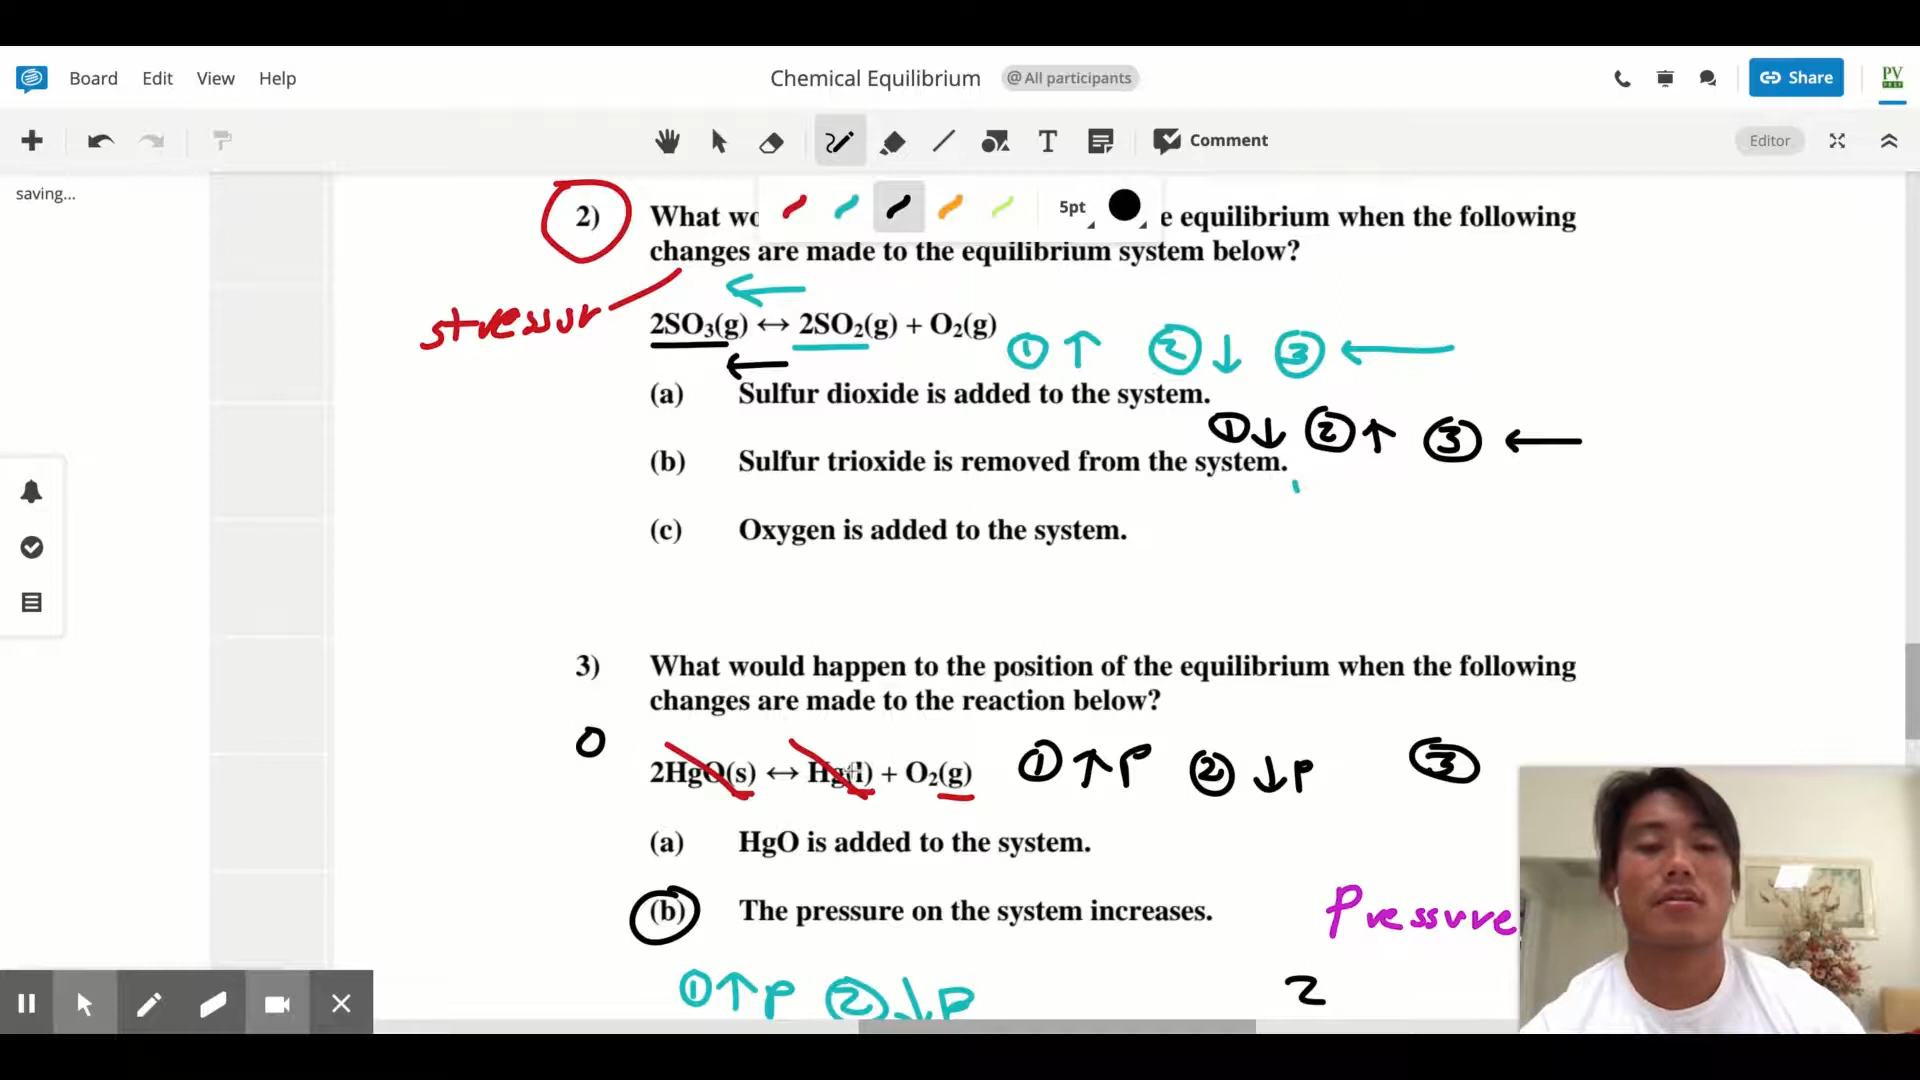 Board Edit View Help Chemical Equilibrium @ All participants Share PV PREP
Comment Editor
saving...
5pt
2) What wo e equilibrium when the following
changes are made to the equilibrium system below?
stressur
←
2SO₃(g) ↔ 2SO₂(g) + O₂(g) ① ↑ ② ↓ ③ ←
←
(a) Sulfur dioxide is added to the system.
① ↓ ② ↑ ③ ←
(b) Sulfur trioxide is removed from the system.
(c) Oxygen is added to the system.
3) What would happen to the position of the equilibrium when the following
changes are made to the reaction below?
0
2HgO(s) ↔ Hg(l) + O₂(g) ① ↑ P ② ↓ P ③
(a) HgO is added to the system.
(b) The pressure on the system increases.
Pressure
① ↑ P ② ↓ P
2